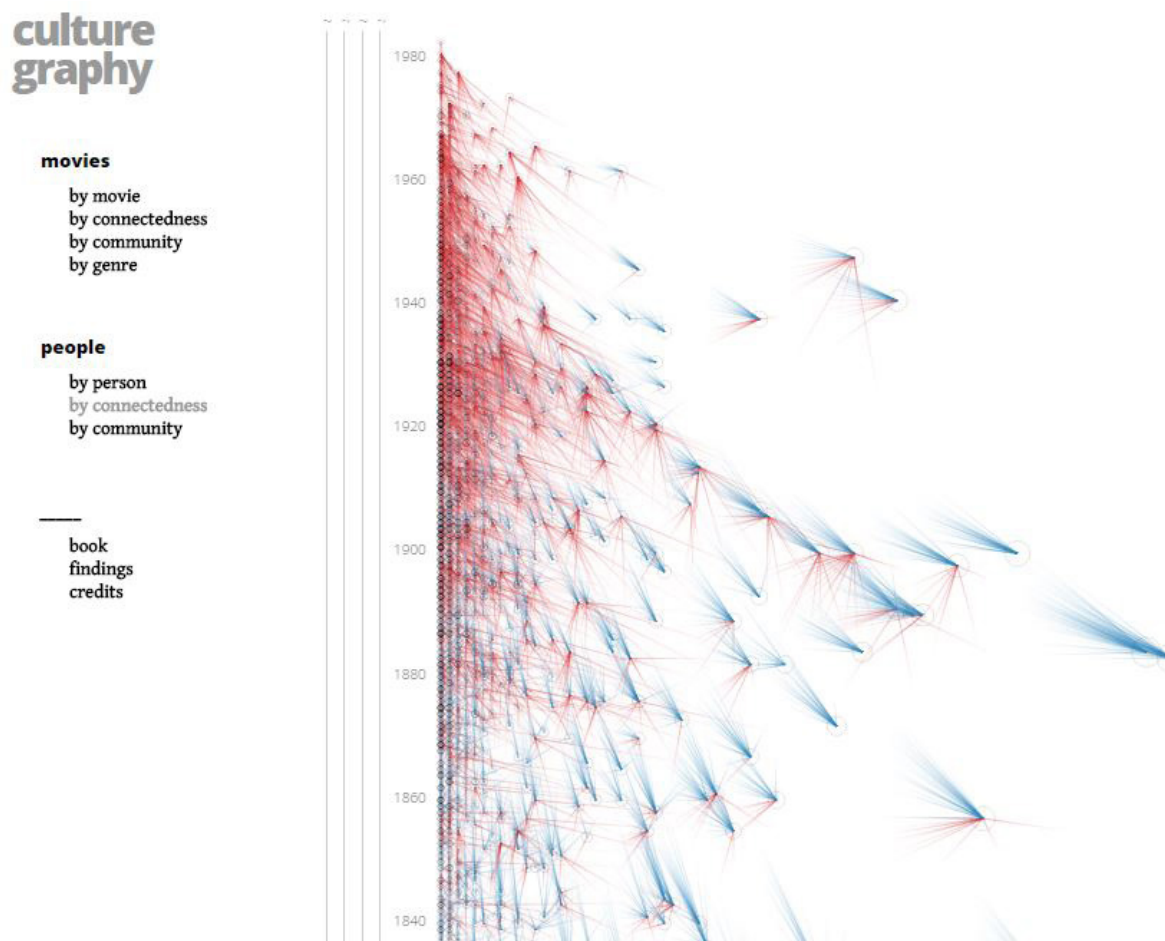 culture
graphy
movies
by movie
by connectedness
by community
by genre
people
by person
by connectedness
by community
book
findings
credits
1980
1960
1940
1920
1900
1880
1860
1840